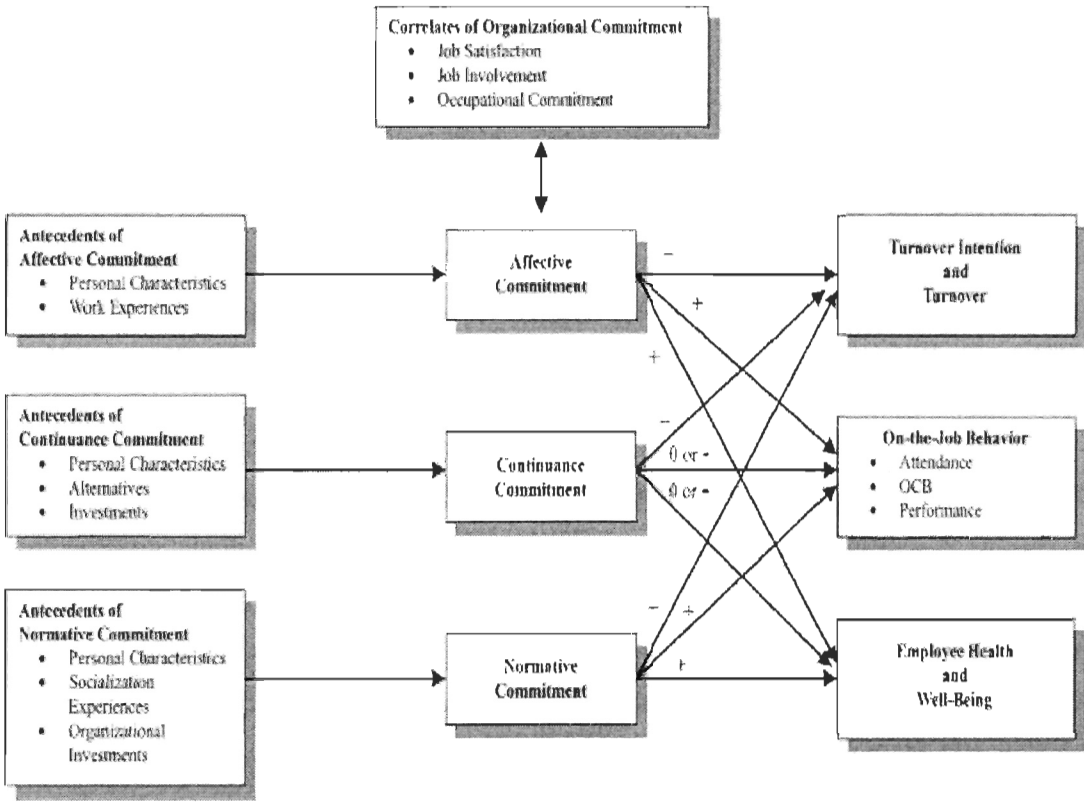 Correlates of Organizational Commitment
• Job Satisfaction
• Job Involvement
• Occupational Commitment
Antecedents of
Affective Commitment
• Personal Characteristics
• Work Experiences
Affective
Commitment
Turnover Intention
and
Turnover
−
+
+
Antecedents of
Continuance Commitment
• Personal Characteristics
• Alternatives
• Investments
Continuance
Commitment
−
0 or -
0 or -
On-the-Job Behavior
• Attendance
• OCB
• Performance
Antecedents of
Normative Commitment
• Personal Characteristics
• Socialization
Experiences
• Organizational
Investments
Normative
Commitment
−
+
+
Employee Health
and
Well-Being